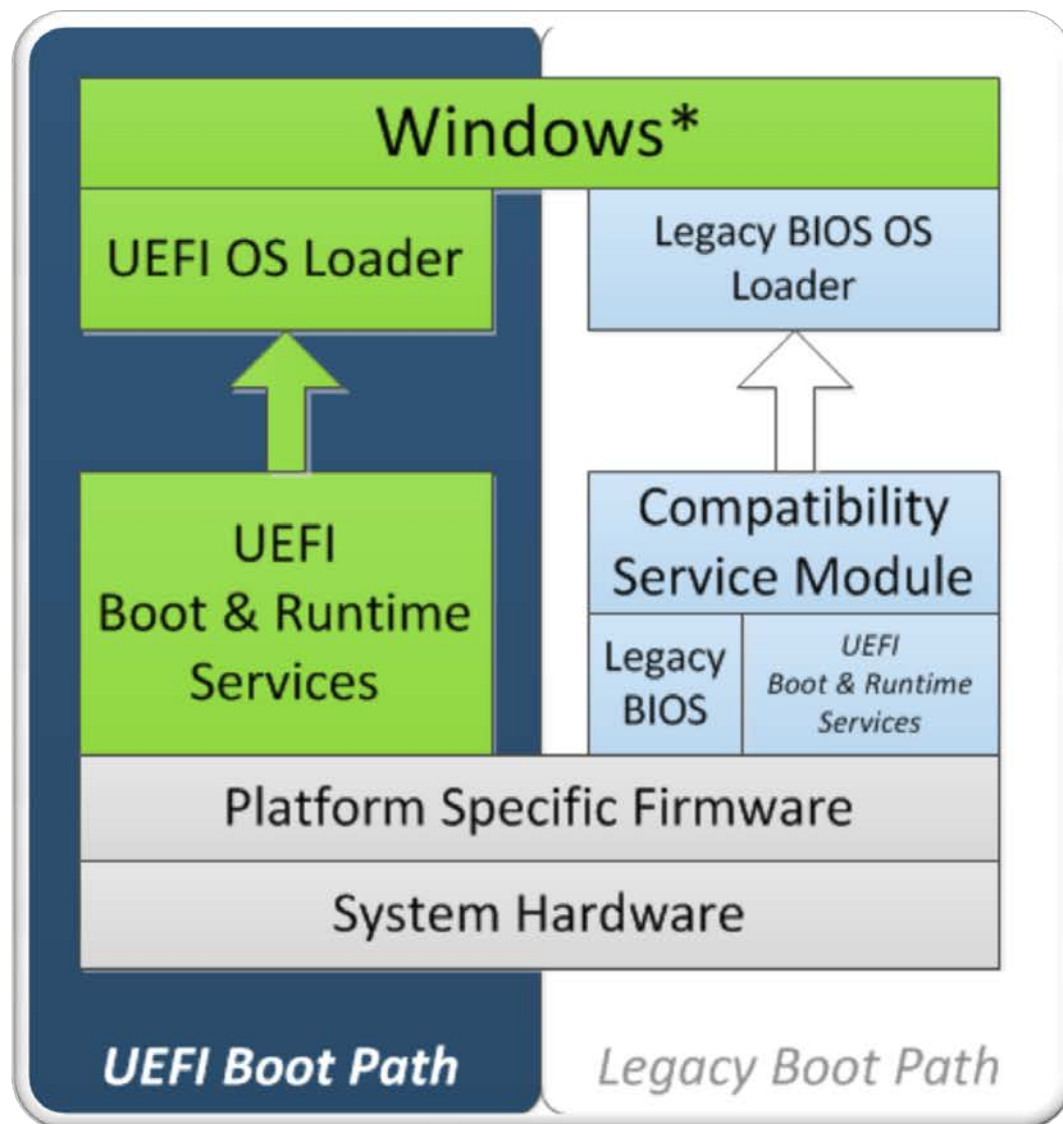 Windows*
UEFI OS Loader
Legacy BIOS OS
Loader
UEFI
Boot & Runtime
Services
Compatibility
Service Module
Legacy
BIOS
UEFI
Boot & Runtime
Services
Platform Specific Firmware
System Hardware
UEFI Boot Path
Legacy Boot Path